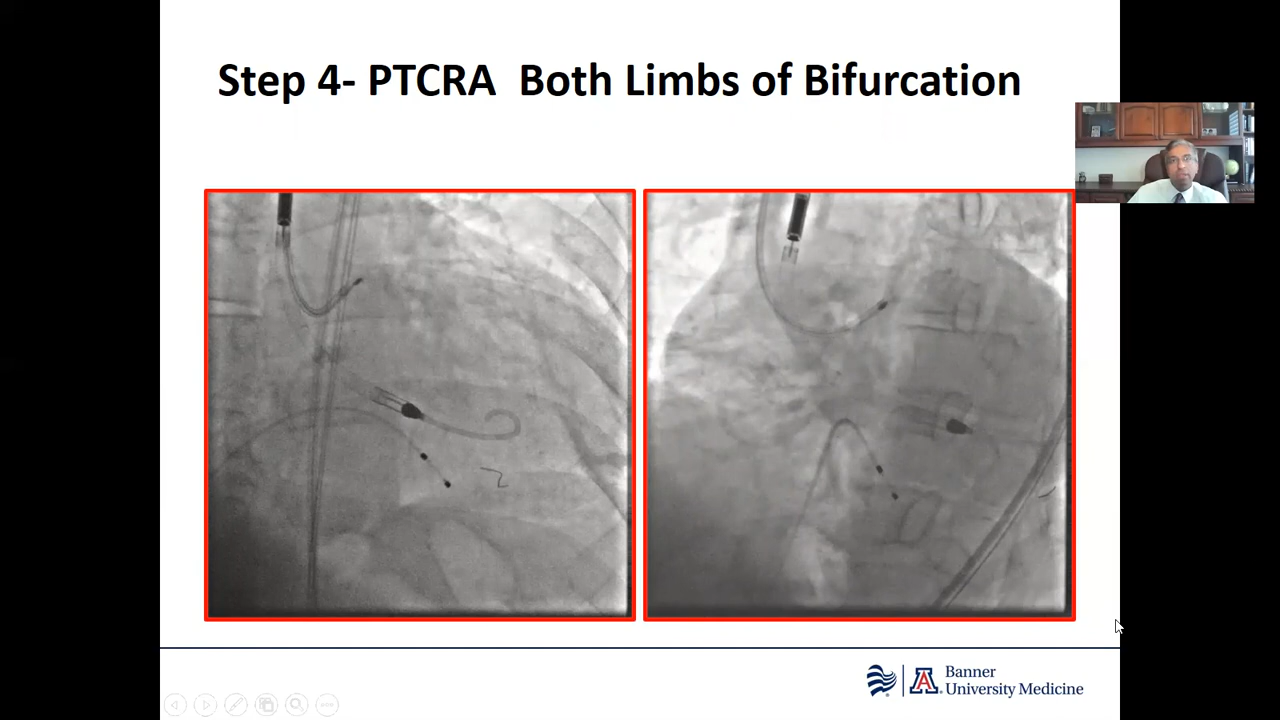 Step 4- PTCRA  Both Limbs of Bifurcation
A
Banner
University Medicine